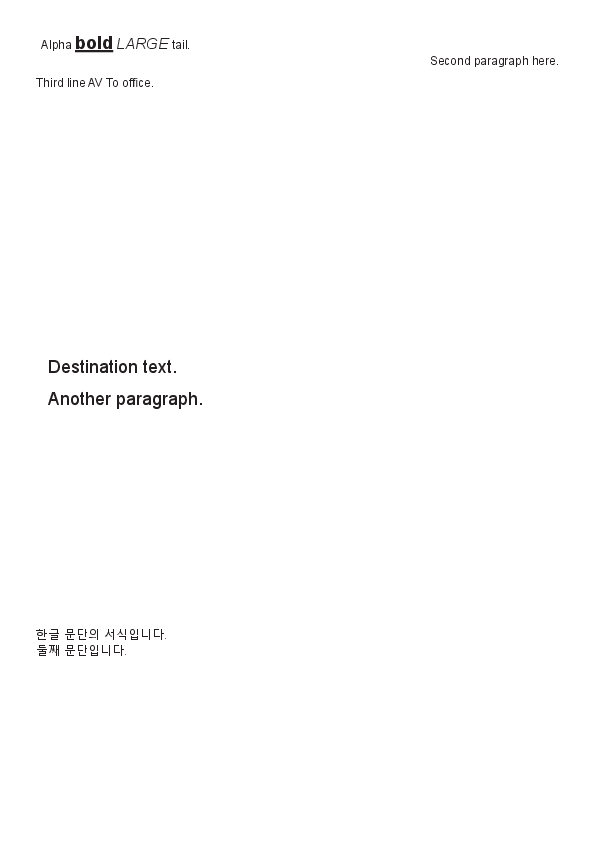 Alpha bold LARGE tail.
Second paragraph here.
Third line AV To office.
Destination text.
Another paragraph.
한글 문단의 서식입니다.
둘째 문단입니다.